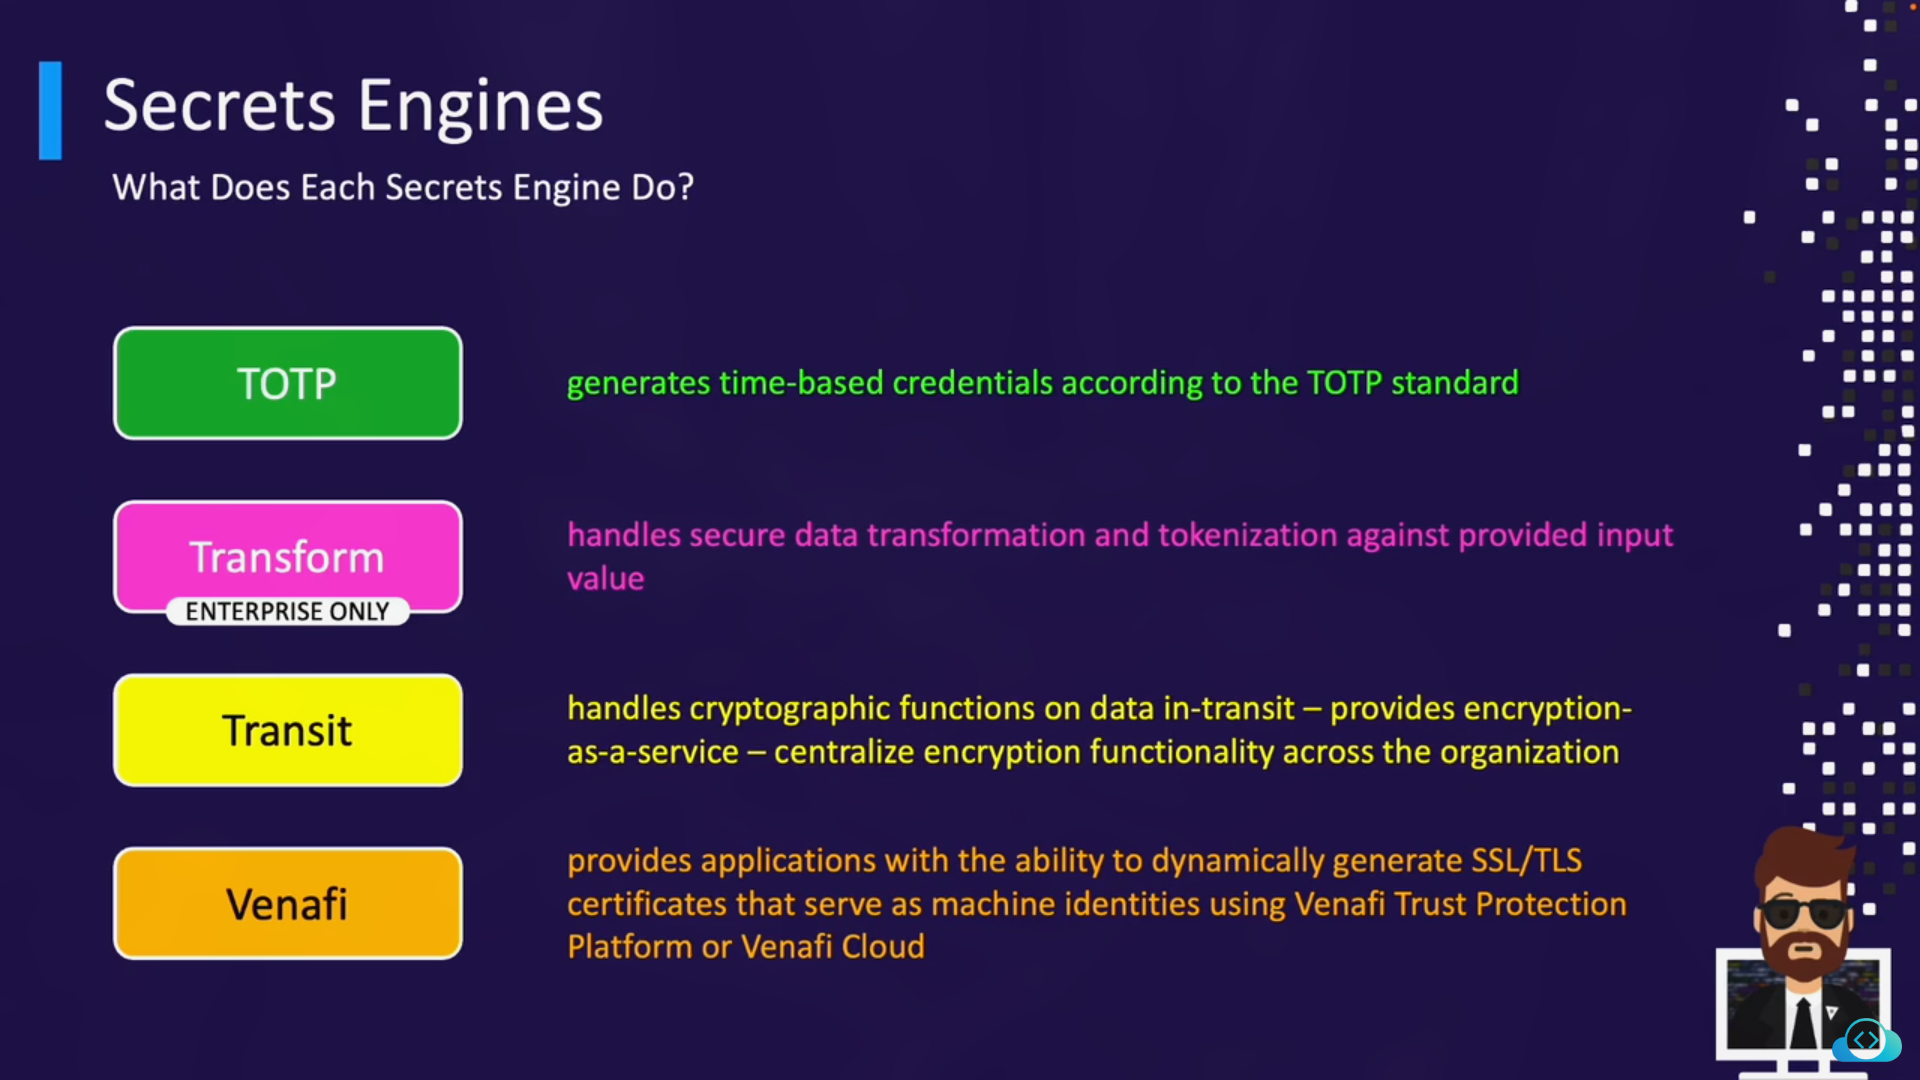 Secrets Engines
What Does Each Secrets Engine Do?
TOTP
generates time-based credentials according to the TOTP standard
Transform
ENTERPRISE ONLY
handles secure data transformation and tokenization against provided input
value
Transit
handles cryptographic functions on data in-transit – provides encryption-
as-a-service – centralize encryption functionality across the organization
Venafi
provides applications with the ability to dynamically generate SSL/TLS
certificates that serve as machine identities using Venafi Trust Protection
Platform or Venafi Cloud